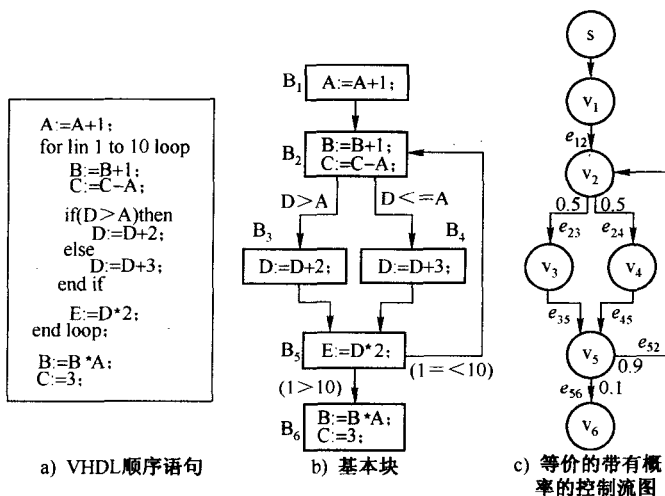 A:=A+1;
for lin 1 to 10 loop
B:=B+1;
C:=C-A;
if(D>A)then
D:=D+2;
else
D:=D+3;
end if
E:=D*2;
end loop;
B:=B*A;
C:=3;
a) VHDL顺序语句
B1
A:=A+1;
B2
B:=B+1;
C:=C-A;
D>A
D<=A
B3
B4
D:=D+2;
D:=D+3;
B5
E:=D*2;
(1>10)
(1=<10)
B6
B:=B*A;
C:=3;
b) 基本块
s
v1
e12
v2
0.5
0.5
e23
e24
v3
v4
e35
e45
v5
e52
0.9
e56
0.1
v6
c) 等价的带有概
率的控制流图